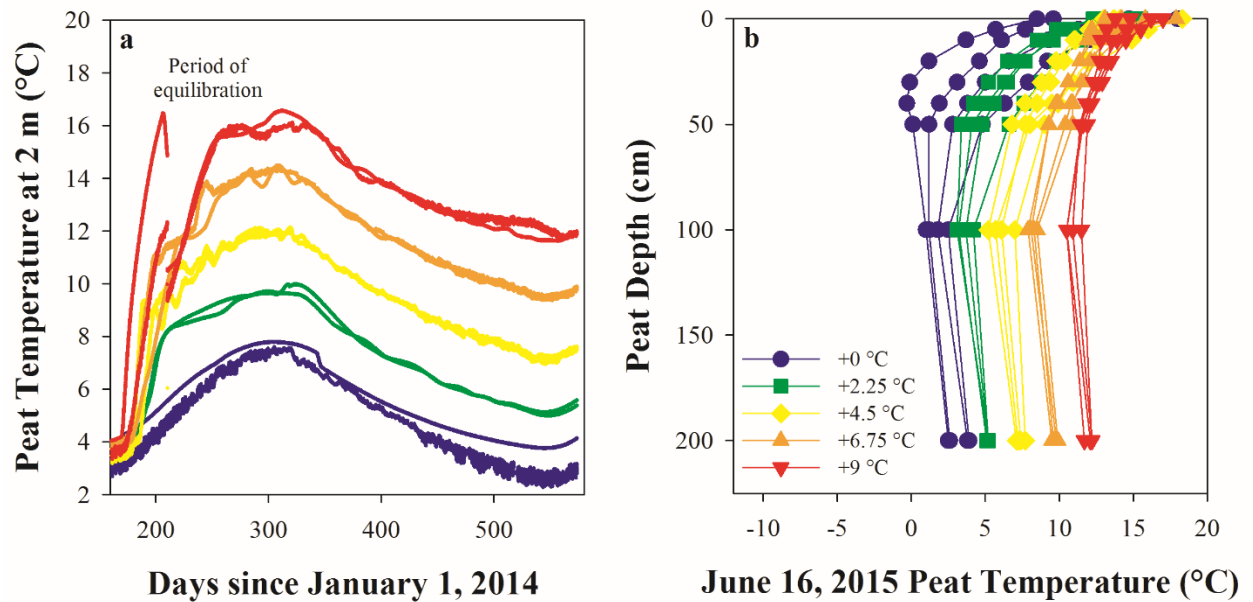 a
Period of
equilibration
Peat Temperature at 2 m (°C)
20
18
16
14
12
10
8
6
4
2
200
300
400
500
Days since January 1, 2014
b
Peat Depth (cm)
0
50
100
150
200
+0 °C
+2.25 °C
+4.5 °C
+6.75 °C
+9 °C
-10
-5
0
5
10
15
20
June 16, 2015 Peat Temperature (°C)